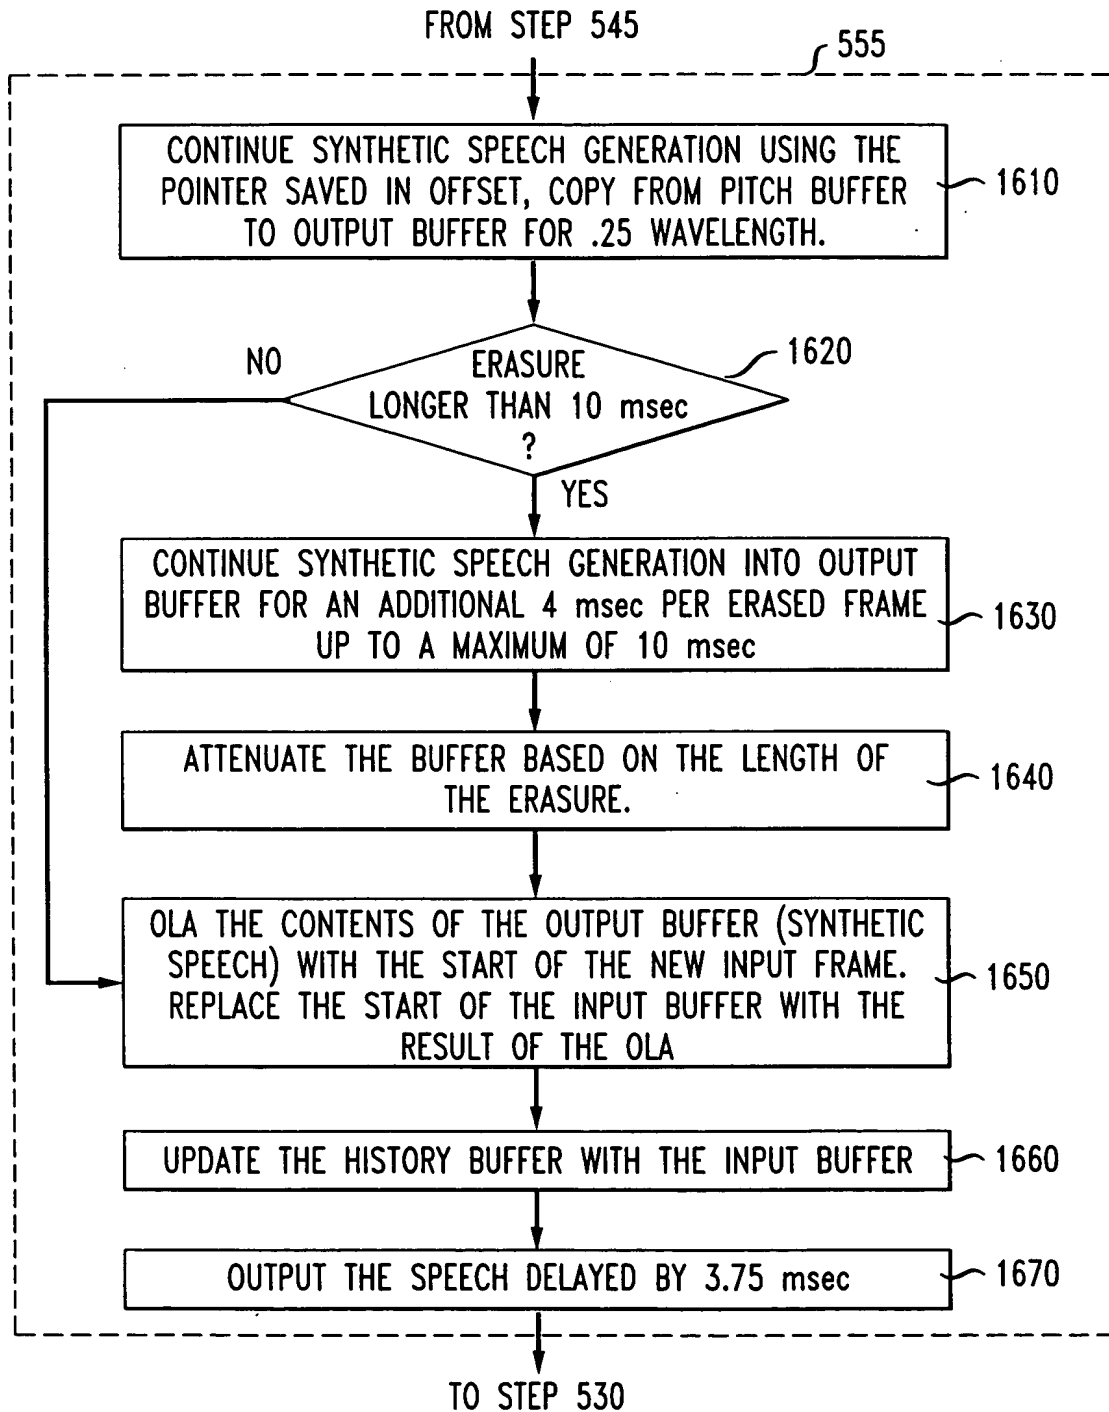 FROM STEP 545
555
CONTINUE SYNTHETIC SPEECH GENERATION USING THE
POINTER SAVED IN OFFSET, COPY FROM PITCH BUFFER
TO OUTPUT BUFFER FOR .25 WAVELENGTH.
1610
NO
ERASURE
LONGER THAN 10 msec
?
1620
YES
CONTINUE SYNTHETIC SPEECH GENERATION INTO OUTPUT
BUFFER FOR AN ADDITIONAL 4 msec PER ERASED FRAME
UP TO A MAXIMUM OF 10 msec
1630
ATTENUATE THE BUFFER BASED ON THE LENGTH OF
THE ERASURE.
1640
OLA THE CONTENTS OF THE OUTPUT BUFFER (SYNTHETIC
SPEECH) WITH THE START OF THE NEW INPUT FRAME.
REPLACE THE START OF THE INPUT BUFFER WITH THE
RESULT OF THE OLA
1650
UPDATE THE HISTORY BUFFER WITH THE INPUT BUFFER
1660
OUTPUT THE SPEECH DELAYED BY 3.75 msec
1670
TO STEP 530